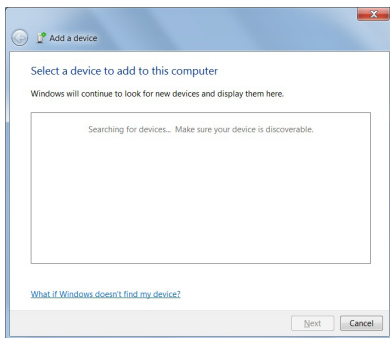 Add a device
Select a device to add to this computer
Windows will continue to look for new devices and display them here.
Searching for devices... Make sure your device is discoverable.
What if Windows doesn't find my device?
Next Cancel